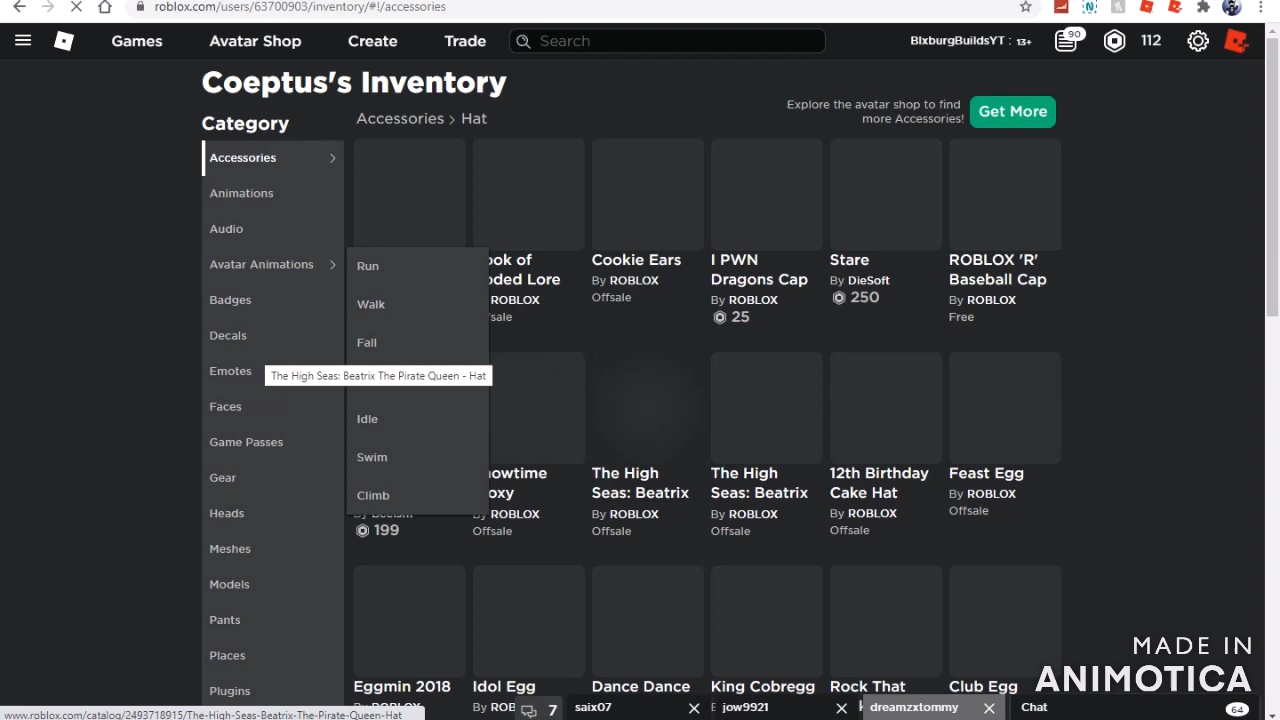 roblox.com/users/63700903/inventory/#!/accessories
Games
Avatar Shop
Create
Trade
Search
BlxburgBuildsYT : 13+
90
112
Coeptus's Inventory
Explore the avatar shop to find
more Accessories!
Get More
Category
Accessories > Hat
Accessories
Animations
Audio
Avatar Animations
Badges
Decals
Emotes
Faces
Game Passes
Gear
Heads
Meshes
Models
Pants
Places
Plugins
Run
Walk
Fall
Idle
Swim
Climb
The High Seas: Beatrix The Pirate Queen - Hat
ook of
oded Lore
ROBLOX
fsale
Cookie Ears
By ROBLOX
Offsale
I PWN
Dragons Cap
By ROBLOX
25
Stare
By DieSoft
250
ROBLOX 'R'
Baseball Cap
By ROBLOX
Free
199
owtime
oxy
By ROBLOX
Offsale
The High
Seas: Beatrix
By ROBLOX
Offsale
The High
Seas: Beatrix
By ROBLOX
Offsale
12th Birthday
Cake Hat
By ROBLOX
Offsale
Feast Egg
By ROBLOX
Offsale
Eggmin 2018
Idol Egg
Dance Dance
King Cobregg
Rock That
Club Egg
MADE IN
ANIMOTICA
7
saix07
jow9921
dreamzxtommy
Chat
64
www.roblox.com/catalog/2493718915/The-High-Seas-Beatrix-The-Pirate-Queen-Hat